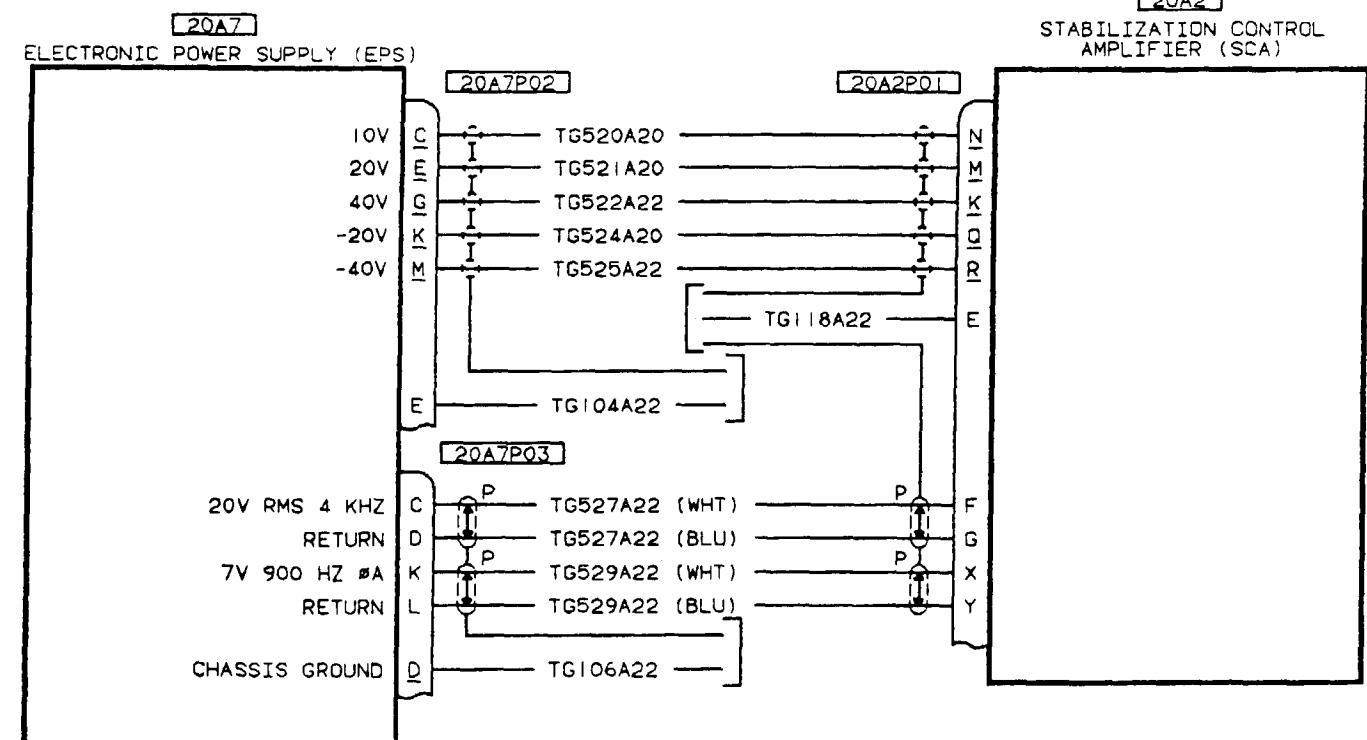 20A7
ELECTRONIC POWER SUPPLY (EPS)
20A2
STABILIZATION CONTROL
AMPLIFIER (SCA)
20A7P02
20A2P01
10V C TG520A20 N
20V E TG521A20 M
40V G TG522A22 K
-20V K TG524A20 Q
-40V M TG525A22 R
TG118A22 E
E TG104A22
20A7P03
20V RMS 4 KHZ C P TG527A22 (WHT) P F
RETURN D TG527A22 (BLU) G
7V 900 HZ øA K P TG529A22 (WHT) P X
RETURN L TG529A22 (BLU) Y
CHASSIS GROUND D TG106A22